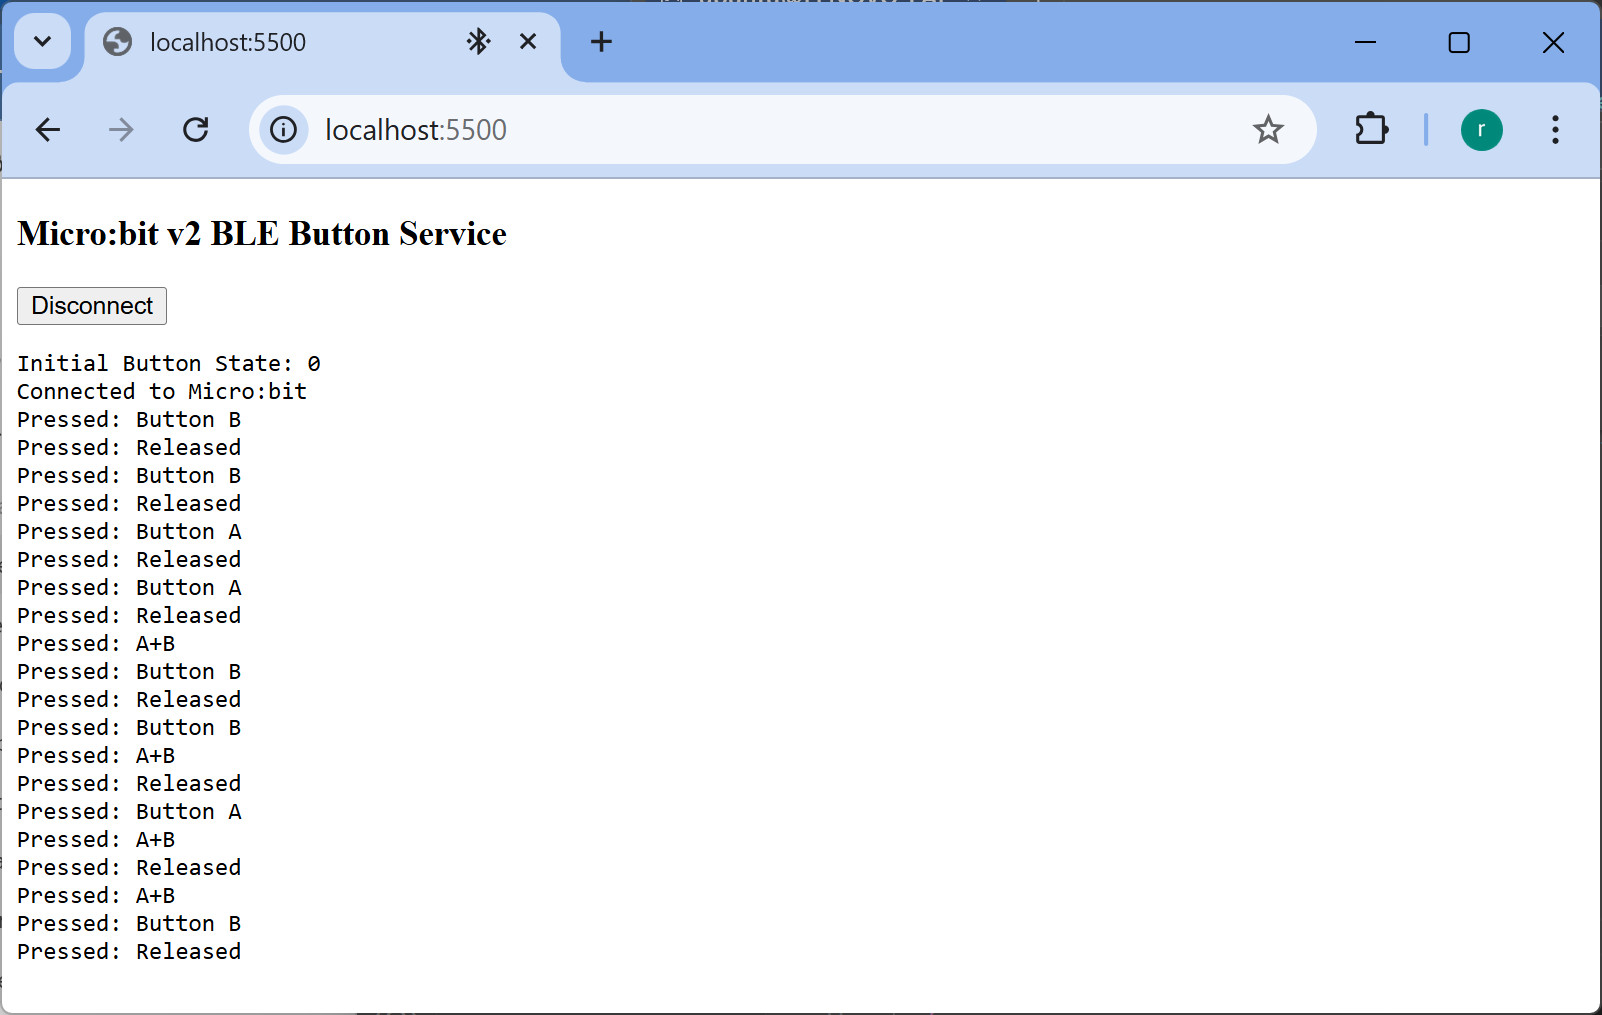 localhost:5500
localhost:5500
r
Micro:bit v2 BLE Button Service
Disconnect
Initial Button State: 0
Connected to Micro:bit
Pressed: Button B
Pressed: Released
Pressed: Button B
Pressed: Released
Pressed: Button A
Pressed: Released
Pressed: Button A
Pressed: Released
Pressed: A+B
Pressed: Button B
Pressed: Released
Pressed: Button B
Pressed: A+B
Pressed: Released
Pressed: Button A
Pressed: A+B
Pressed: Released
Pressed: A+B
Pressed: Button B
Pressed: Released